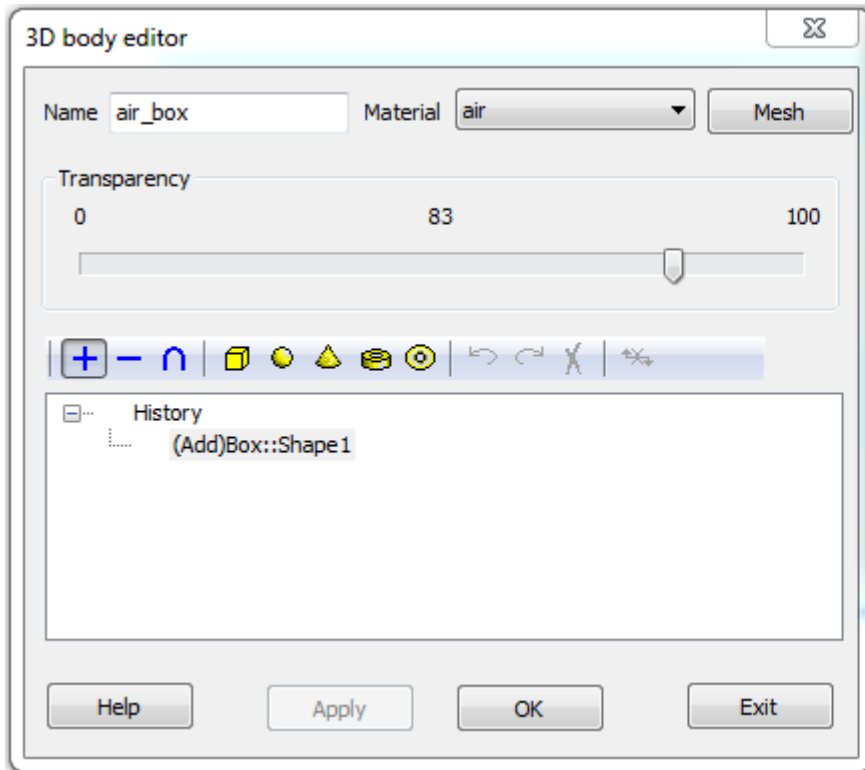 3D body editor
Name air_box Material air Mesh
Transparency
0 83 100
History
(Add)Box::Shape1
Help Apply OK Exit